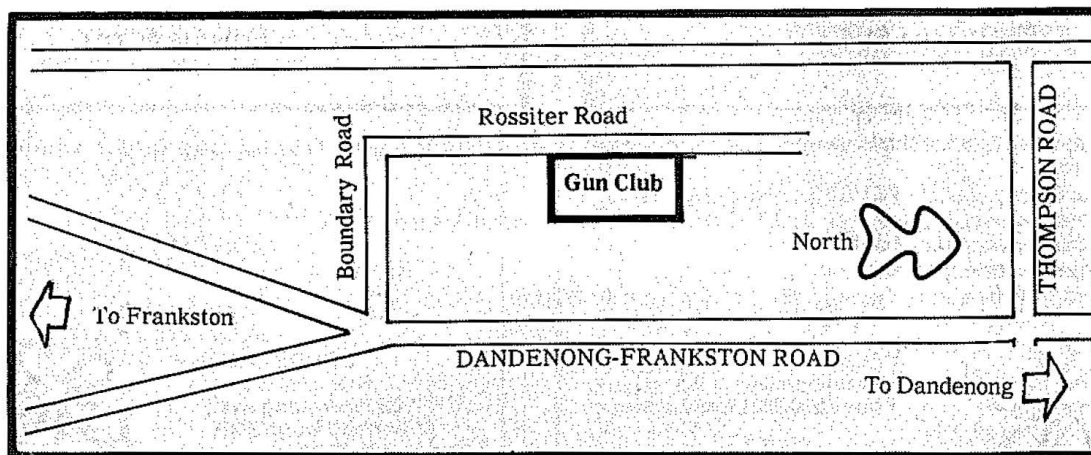 Rossiter Road
Boundary Road
Gun Club
North
THOMPSON ROAD
To Frankston
DANDENONG-FRANKSTON ROAD
To Dandenong